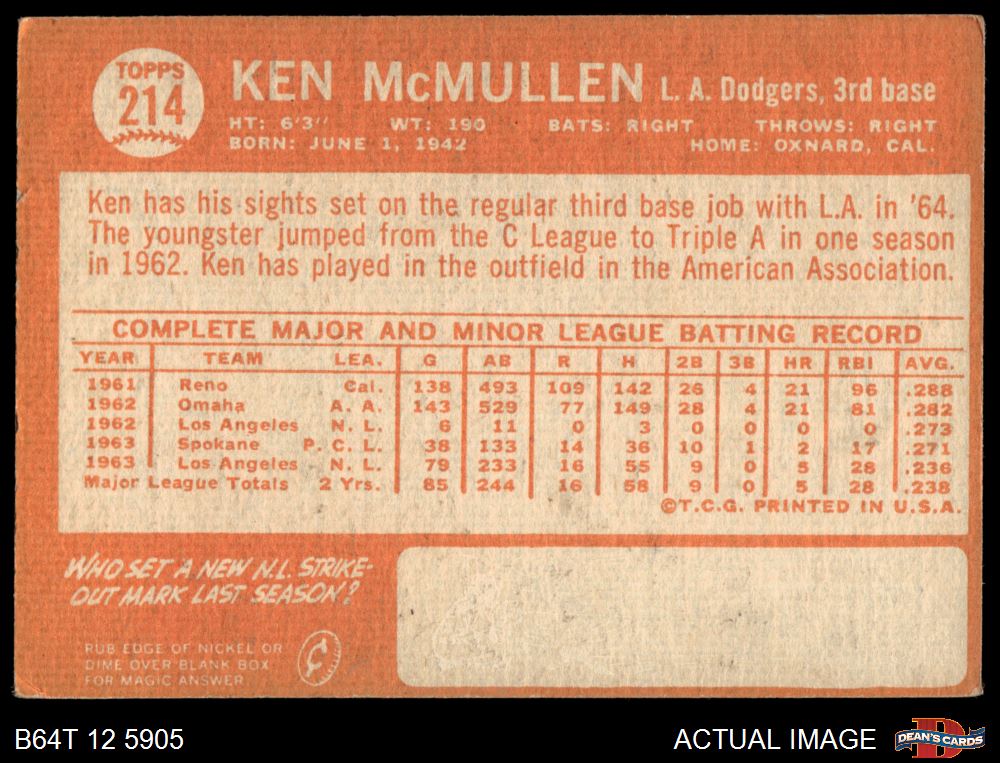 TOPPS
214
KEN McMULLEN L. A. Dodgers, 3rd base
HT: 6'3" WT: 190 BATS: RIGHT THROWS: RIGHT
BORN: JUNE 1, 1942 HOME: OXNARD, CAL.
Ken has his sights set on the regular third base job with L.A. in '64.
The youngster jumped from the C League to Triple A in one season
in 1962. Ken has played in the outfield in the American Association.
COMPLETE MAJOR AND MINOR LEAGUE BATTING RECORD
YEAR TEAM LEA. G AB R H 2B 3B HR RBI AVG.
1961 Reno Cal. 138 493 109 142 26 4 21 96 .288
1962 Omaha A. A. 143 529 77 149 28 4 21 81 .282
1962 Los Angeles N. L. 6 11 0 3 0 0 0 0 .273
1963 Spokane P. C. L. 38 133 14 36 10 1 2 17 .271
1963 Los Angeles N. L. 79 233 16 55 9 0 5 28 .236
Major League Totals 2 Yrs. 85 244 16 58 9 0 5 28 .238
©T.C.G. PRINTED IN U.S.A.
WHO SET A NEW N.L. STRIKE-
OUT MARK LAST SEASON?
RUB EDGE OF NICKEL OR
DIME OVER BLANK BOX
FOR MAGIC ANSWER
B64T 12 5905
ACTUAL IMAGE
DEAN'S CARDS